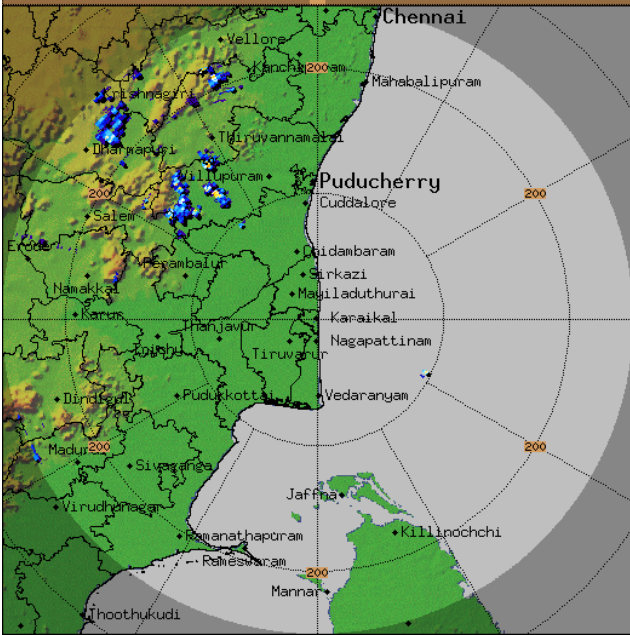 Chennai
Vellore
Kanchipuram
200
Mahabalipuram
Krishnagiri
Thiruvannamalai
Dharmapuri
Villupuram
Puducherry
200
200
Cuddalore
Salem
Erode
Chidambaram
Perambalur
Sirkazi
Namakkal
Mayiladuthurai
Karur
Karaikal
Thanjavur
Nagapattinam
Tiruvarur
Dindigul
Pudukkottai
Vedaranyam
200
200
Sivaganga
Jaffna
Virudhunagar
Killinochchi
Ramanathapuram
Rameswaram
200
Mannar
Thoothukudi